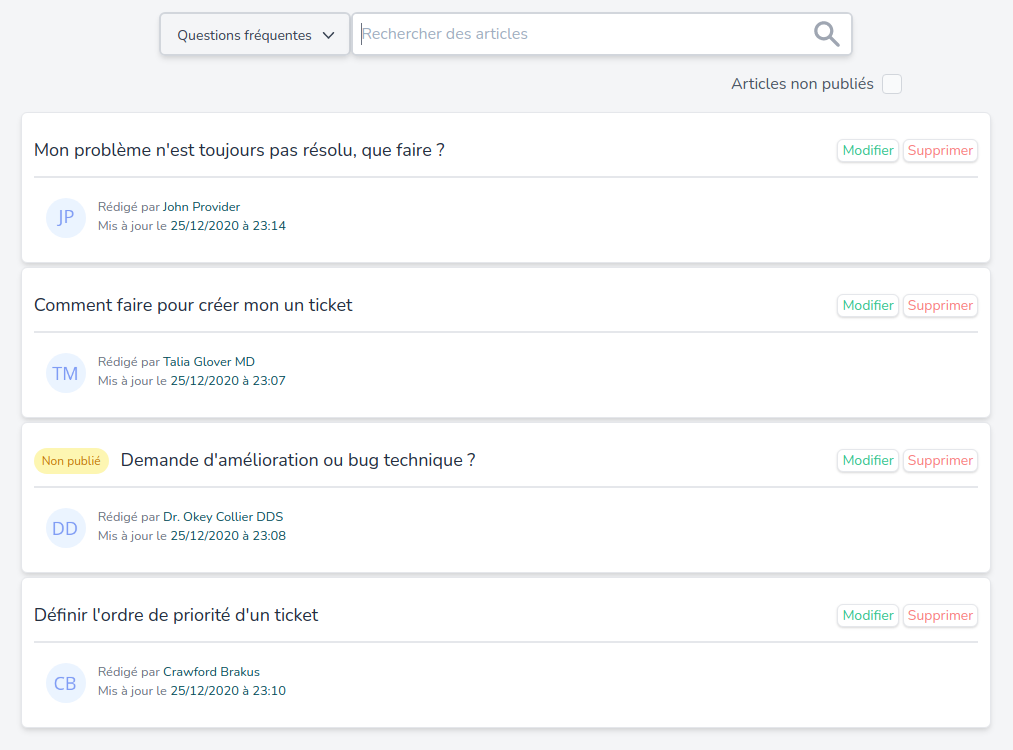 Questions fréquentes
Rechercher des articles
Articles non publiés
Mon problème n'est toujours pas résolu, que faire ?
Modifier Supprimer
JP
Rédigé par John Provider
Mis à jour le 25/12/2020 à 23:14
Comment faire pour créer mon un ticket
Modifier Supprimer
TM
Rédigé par Talia Glover MD
Mis à jour le 25/12/2020 à 23:07
Non publié Demande d'amélioration ou bug technique ?
Modifier Supprimer
DD
Rédigé par Dr. Okey Collier DDS
Mis à jour le 25/12/2020 à 23:08
Définir l'ordre de priorité d'un ticket
Modifier Supprimer
CB
Rédigé par Crawford Brakus
Mis à jour le 25/12/2020 à 23:10